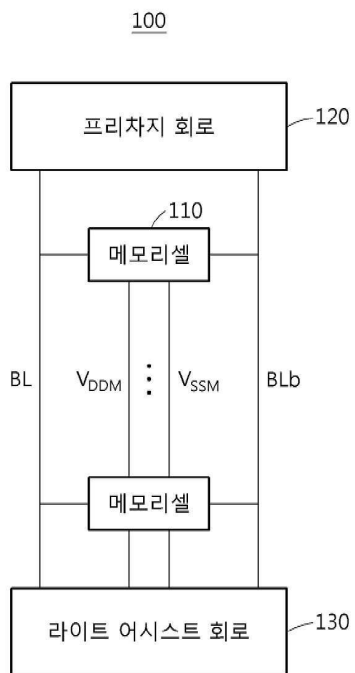 100
프리차지 회로
120
110
메모리셀
BL
V_DDM
⋮
V_SSM
BLb
메모리셀
라이트 어시스트 회로
130